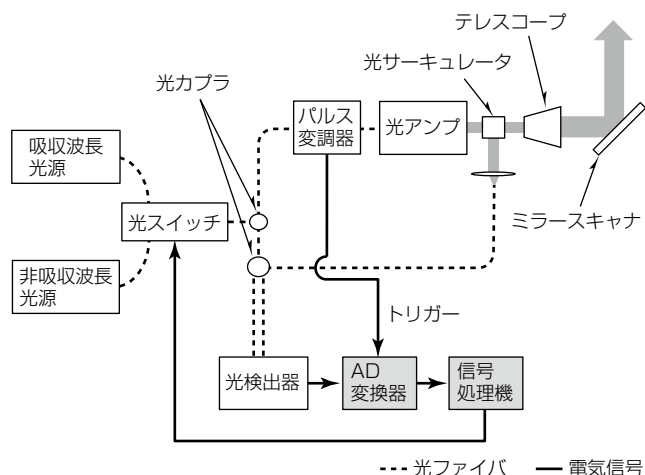 テレスコープ
光サーキュレータ
光カプラ
パルス
変調器
光アンプ
吸収波長
光源
光スイッチ
ミラースキャナ
非吸収波長
光源
トリガー
光検出器
AD
変換器
信号
処理機
光ファイバ
電気信号